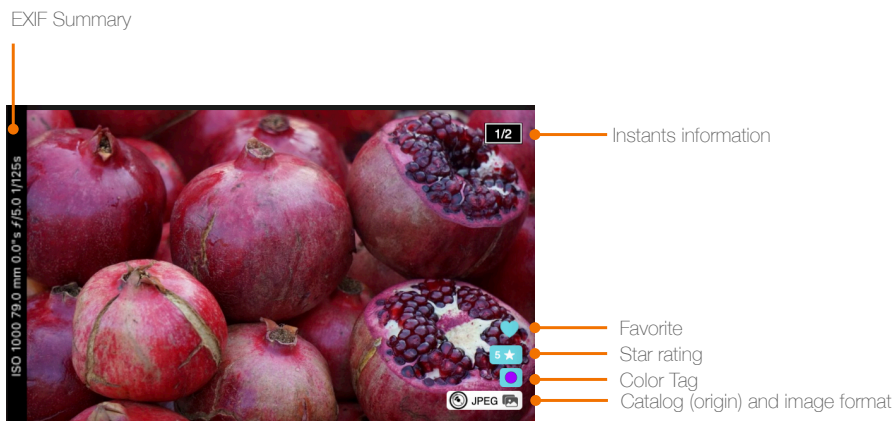 EXIF Summary
1/2
Instants information
ISO 1000 79.0 mm 0.0"s ƒ/5.0 1/125s
Favorite
5 ★
Star rating
Color Tag
JPEG
Catalog (origin) and image format